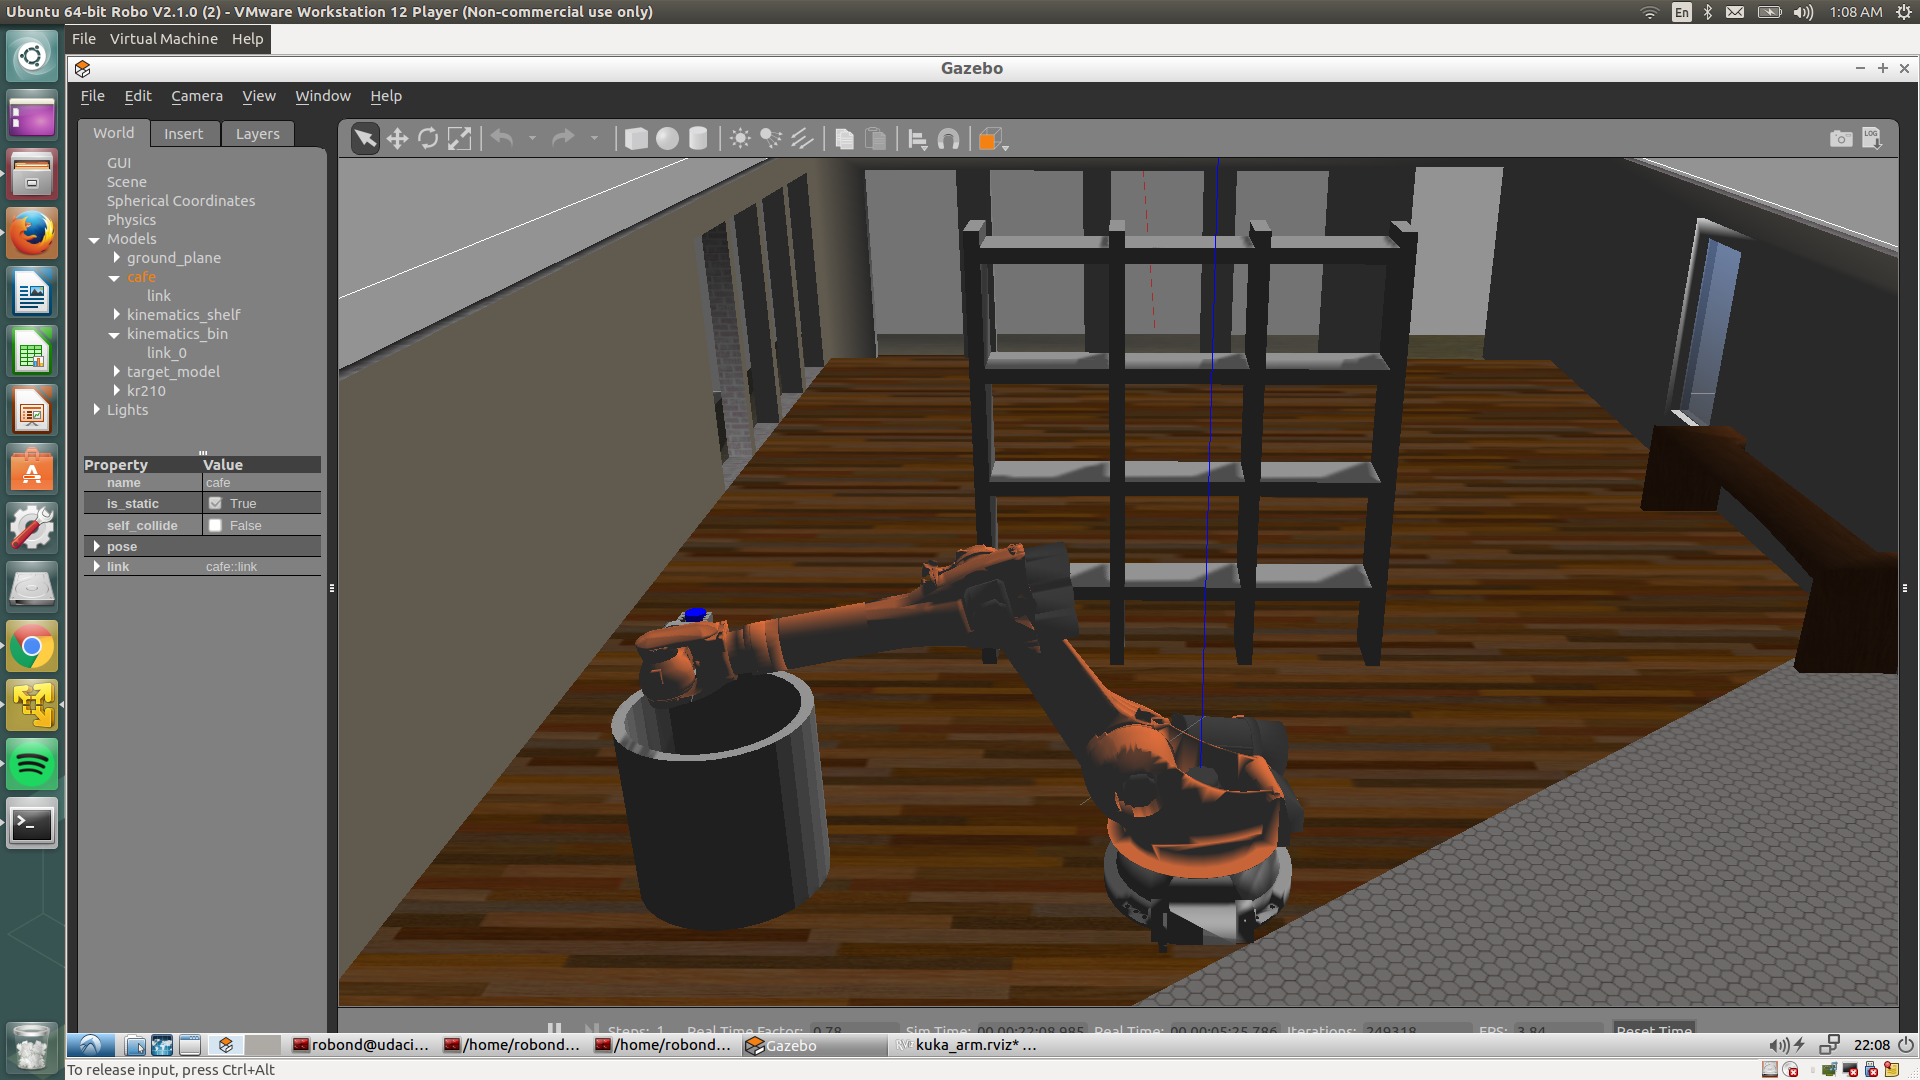 Ubuntu 64-bit Robo V2.1.0 (2) - VMware Workstation 12 Player (Non-commercial use only)
En
1:08 AM
File Virtual Machine Help
Gazebo
File Edit Camera View Window Help
World Insert Layers
LOG
GUI
Scene
Spherical Coordinates
Physics
Models
ground_plane
cafe
link
kinematics_shelf
kinematics_bin
link_0
target_model
kr210
Lights
Property Value
name cafe
is_static True
self_collide False
pose
link cafe::link
Steps: 1 Real Time Factor: 0.78 Sim Time: 00 00:22:08.985 Real Time: 00 00:05:25.786 Iterations: 249318 FPS: 3.84 Reset Time
robond@udaci... /home/robond... /home/robond... Gazebo kuka_arm.rviz* ...
22:08
To release input, press Ctrl+Alt